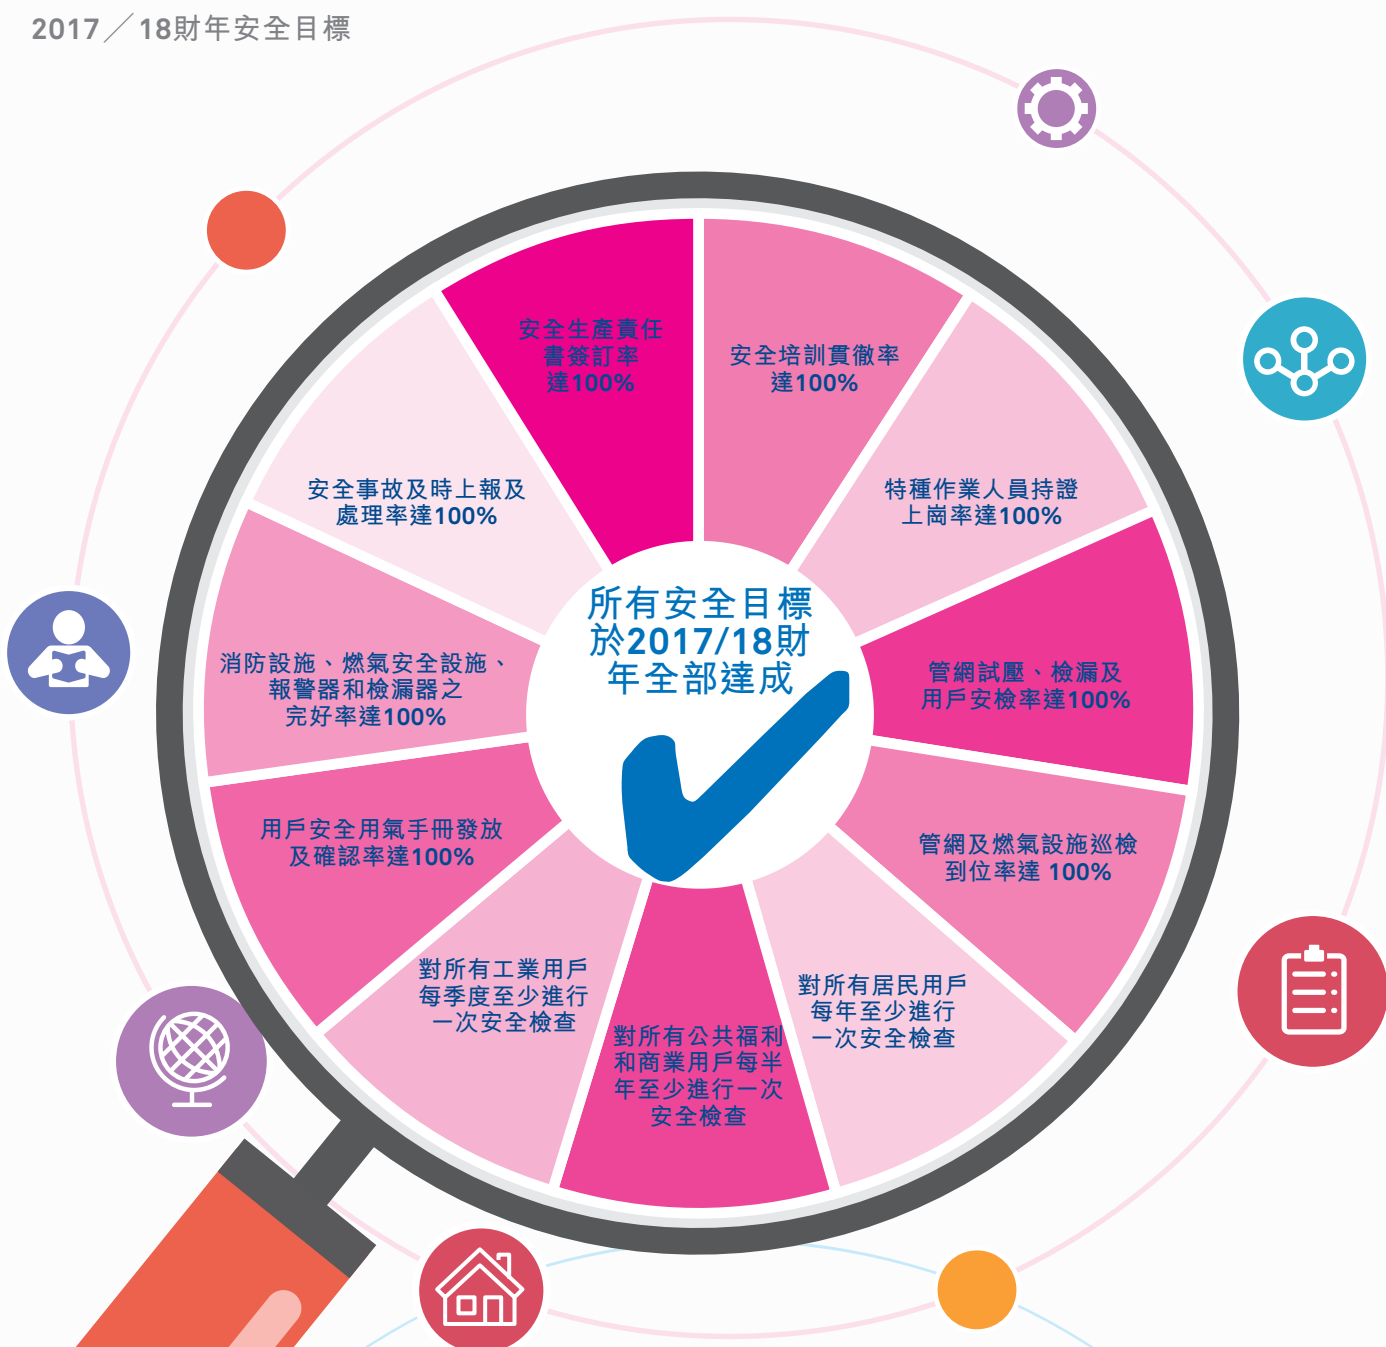 2017／18財年安全目標
安全生產責任
書簽訂率
達100%
安全培訓貫徹率
達100%
特種作業人員持證
上崗率達100%
管網試壓、檢漏及
用戶安檢率達100%
管網及燃氣設施巡檢
到位率達 100%
對所有居民用戶
每年至少進行
一次安全檢查
對所有公共福利
和商業用戶每半
年至少進行一次
安全檢查
對所有工業用戶
每季度至少進行
一次安全檢查
用戶安全用氣手冊發放
及確認率達100%
消防設施、燃氣安全設施、
報警器和檢漏器之
完好率達100%
安全事故及時上報及
處理率達100%
所有安全目標
於2017/18財
年全部達成